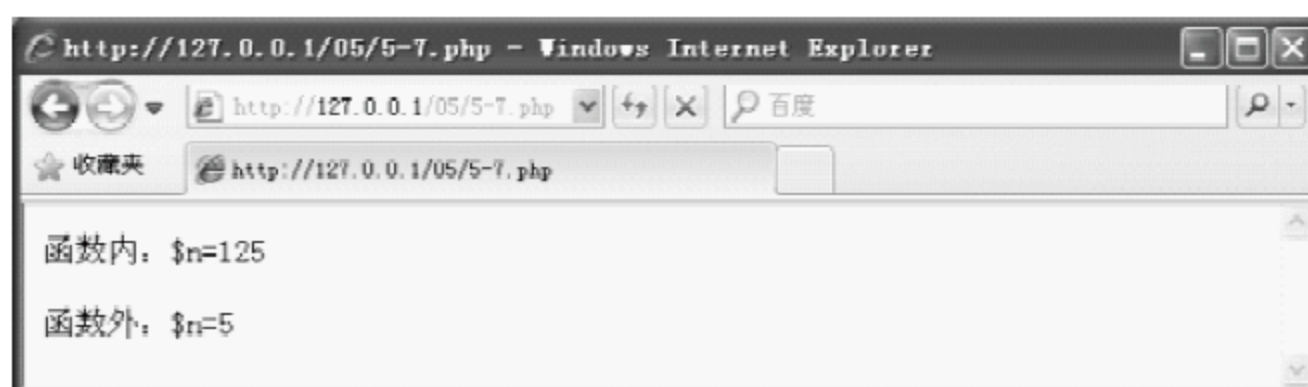 http://127.0.0.1/05/5-7.php - Windows Internet Explorer
http://127.0.0.1/05/5-7.php
百度
收藏夹
http://127.0.0.1/05/5-7.php
函数内：$n=125
函数外：$n=5